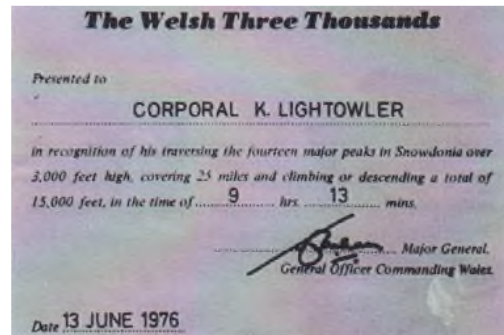 The Welsh Three Thousands
Presented to
CORPORAL K. LIGHTOWLER
in recognition of his traversing the fourteen major peaks in Snowdonia over
3,000 feet high, covering 25 miles and climbing or descending a total of
15,000 feet, in the time of ...... 9 ...... hrs. ...... 13 ...... mins.
Major General,
General Officer Commanding Wales.
Date 13 JUNE 1976